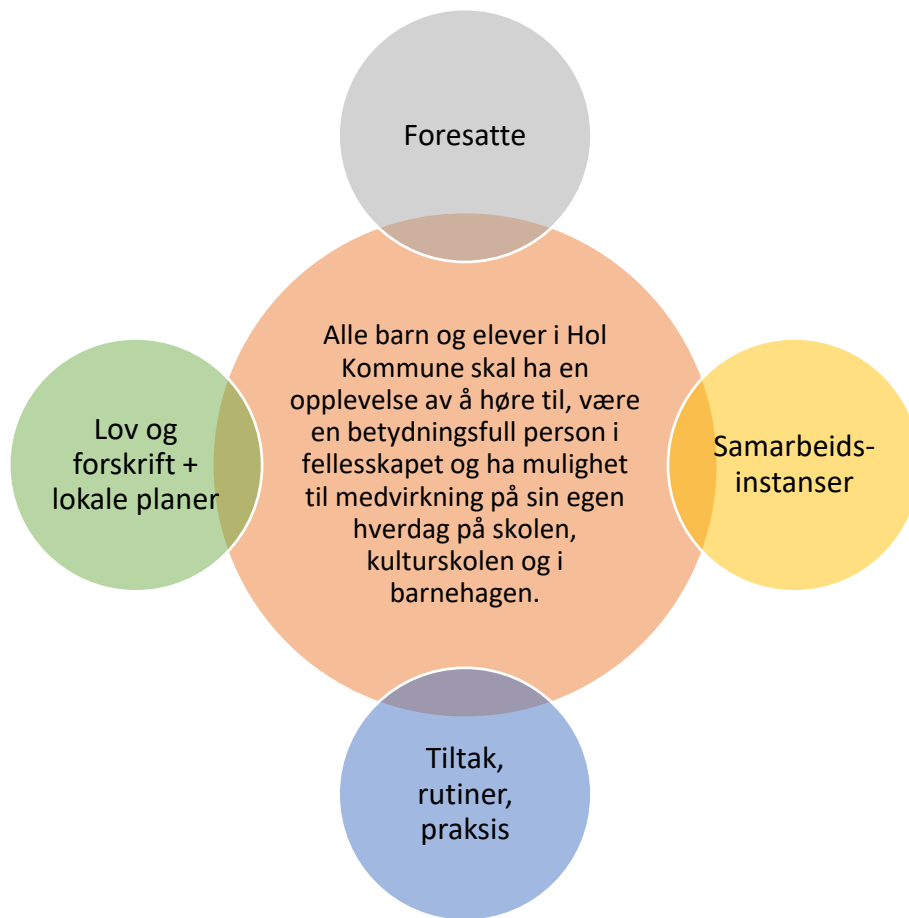 Foresatte
Alle barn og elever i Hol
Kommune skal ha en
opplevelse av å høre til, være
en betydningsfull person i
fellesskapet og ha mulighet
til medvirkning på sin egen
hverdag på skolen,
kulturskolen og i
barnehagen.
Lov og
forskrift +
lokale planer
Samarbeids-
instanser
Tiltak,
rutiner,
praksis